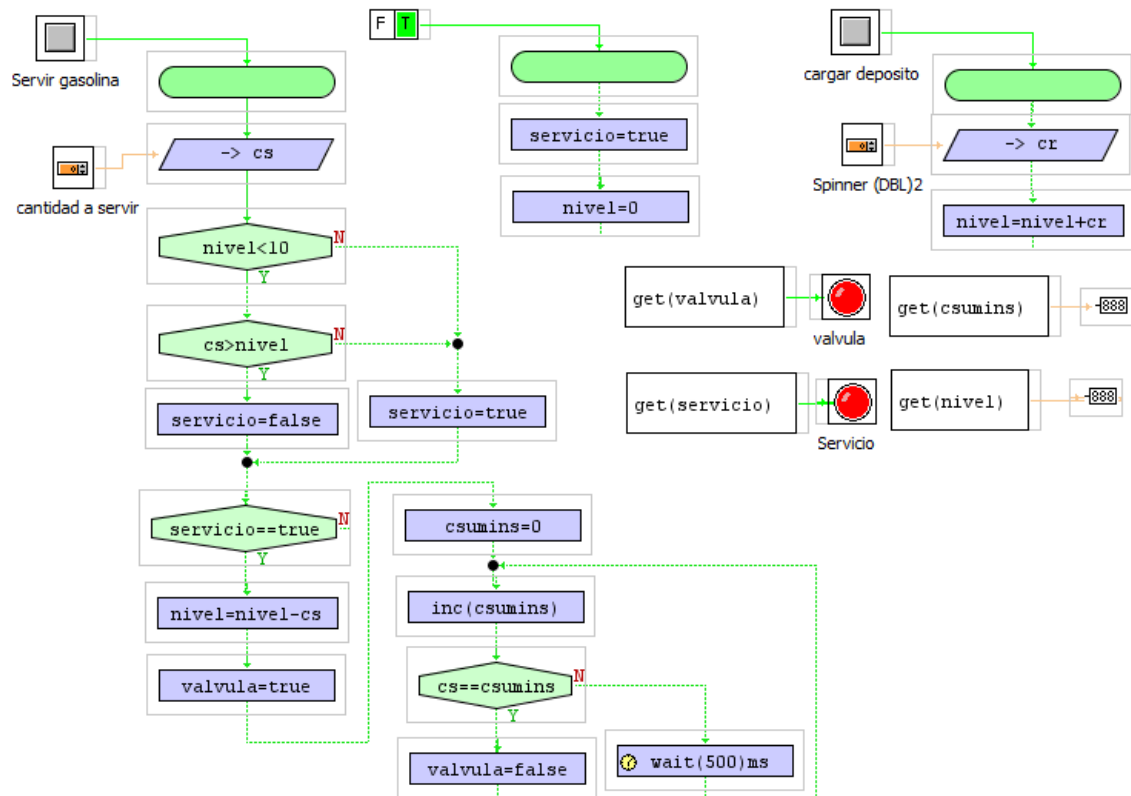 Servir gasolina
-> cs
cantidad a servir
nivel<10
N
Y
cs>nivel
N
Y
servicio=false
servicio=true
servicio==true
N
Y
nivel=nivel-cs
valvula=true
csumins=0
inc(csumins)
cs==csumins
N
Y
valvula=false
wait(500)ms
F T
servicio=true
nivel=0
cargar deposito
-> cr
Spinner (DBL)2
nivel=nivel+cr
get(valvula)
valvula
get(csumins)
-888
get(servicio)
Servicio
get(nivel)
-888